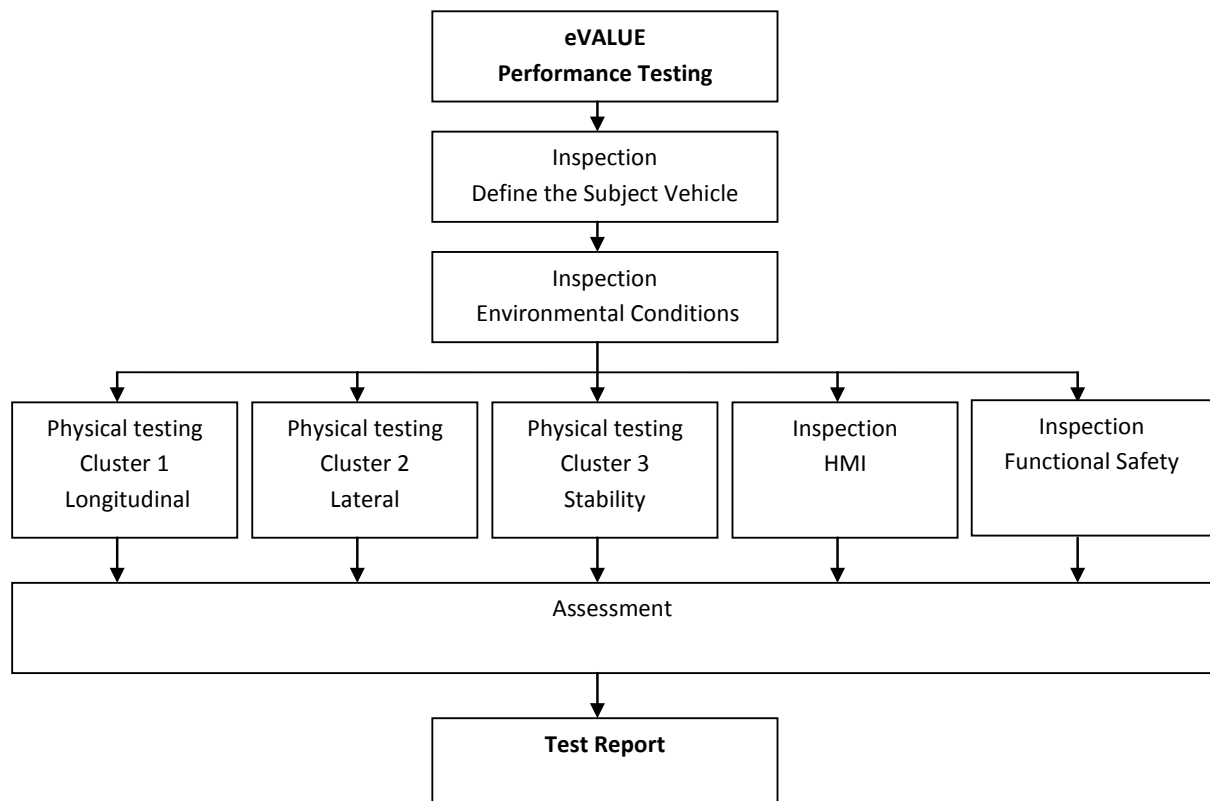 eVALUE
Performance Testing
Inspection
Define the Subject Vehicle
Inspection
Environmental Conditions
Physical testing
Cluster 1
Longitudinal
Physical testing
Cluster 2
Lateral
Physical testing
Cluster 3
Stability
Inspection
HMI
Inspection
Functional Safety
Assessment
Test Report